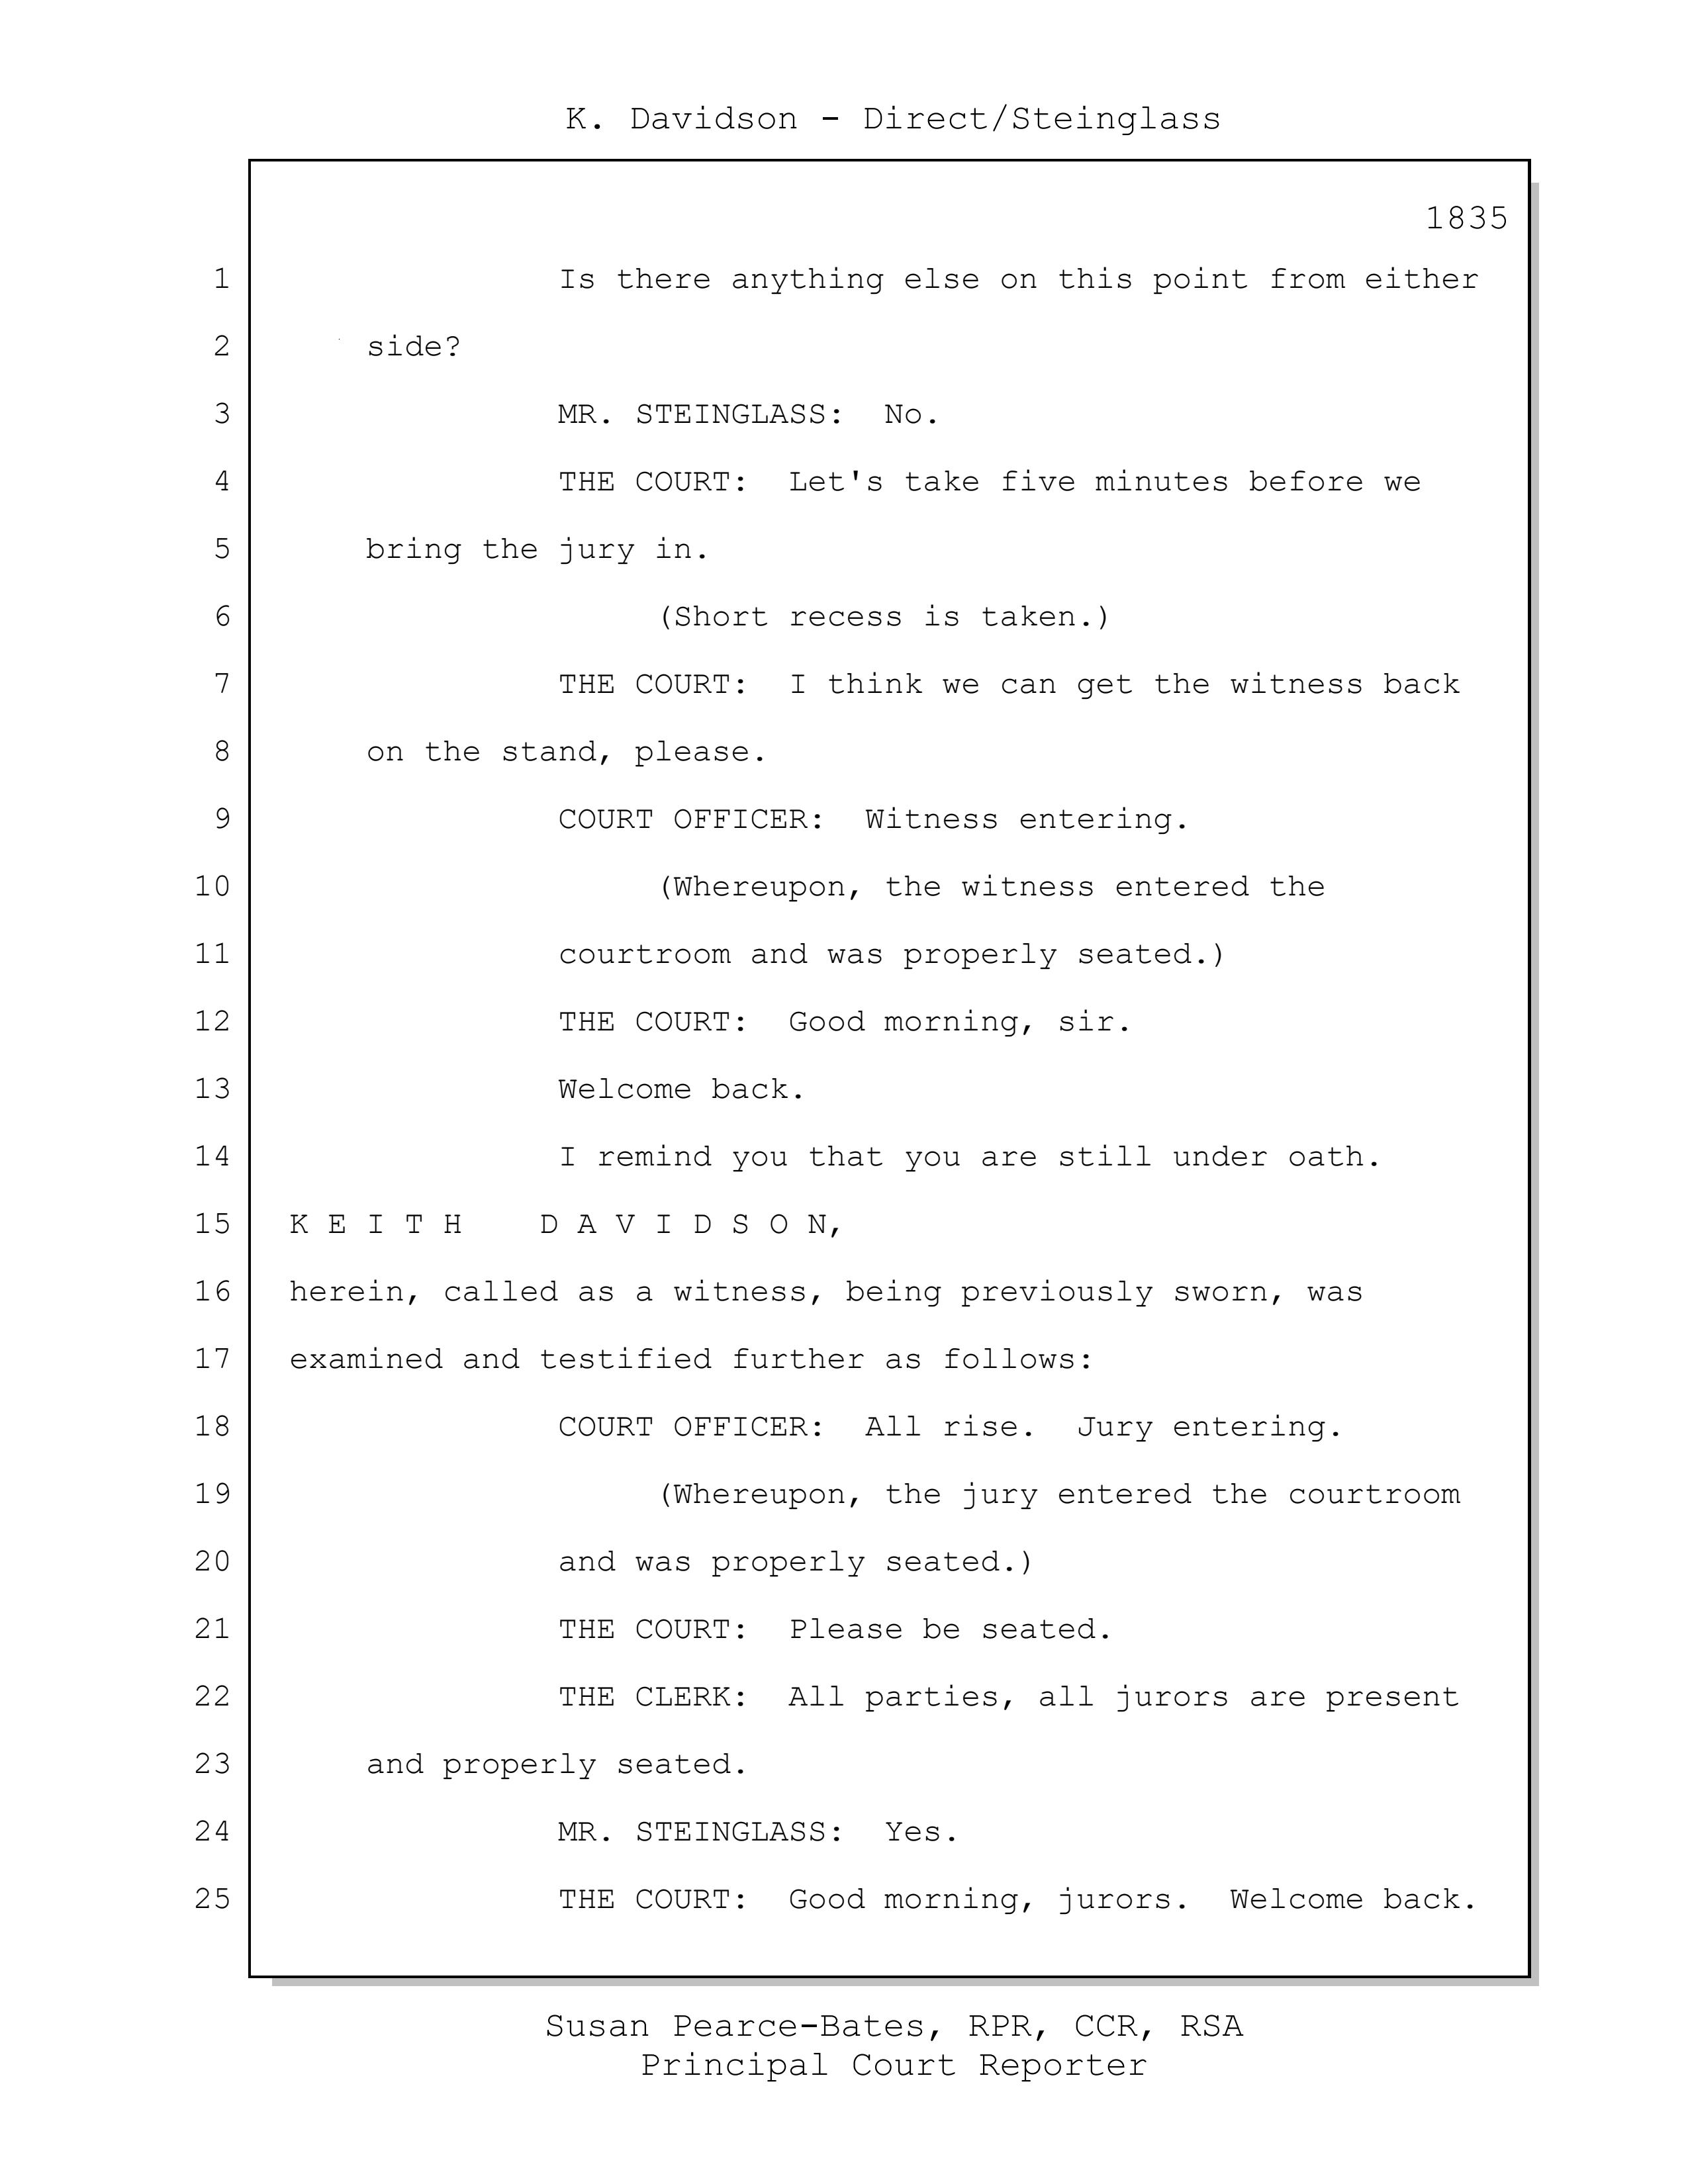 K. Davidson - Direct/Steinglass
1835
1 Is there anything else on this point from either
2 side?
3 MR. STEINGLASS: No.
4 THE COURT: Let's take five minutes before we
5 bring the jury in.
6 (Short recess is taken.)
7 THE COURT: I think we can get the witness back
8 on the stand, please.
9 COURT OFFICER: Witness entering.
10 (Whereupon, the witness entered the
11 courtroom and was properly seated.)
12 THE COURT: Good morning, sir.
13 Welcome back.
14 I remind you that you are still under oath.
15 K E I T H D A V I D S O N,
16 herein, called as a witness, being previously sworn, was
17 examined and testified further as follows:
18 COURT OFFICER: All rise. Jury entering.
19 (Whereupon, the jury entered the courtroom
20 and was properly seated.)
21 THE COURT: Please be seated.
22 THE CLERK: All parties, all jurors are present
23 and properly seated.
24 MR. STEINGLASS: Yes.
25 THE COURT: Good morning, jurors. Welcome back.
Susan Pearce-Bates, RPR, CCR, RSA
Principal Court Reporter